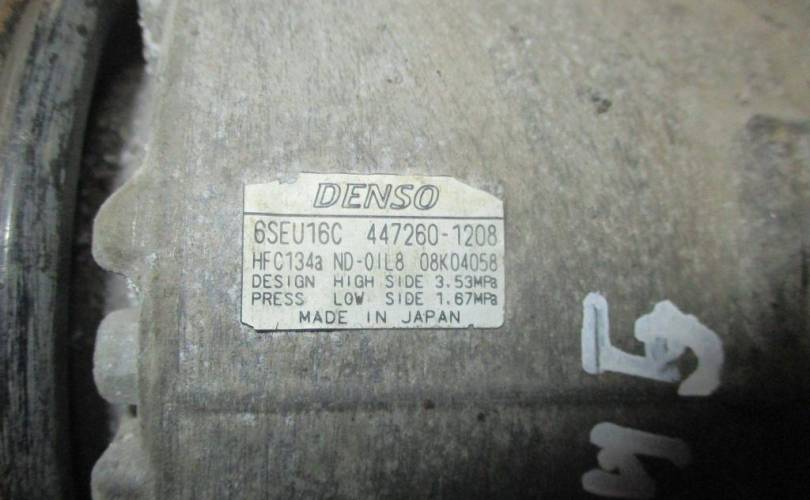 DENSO
6SEU16C 447260-1208
HFC134a ND-OIL8 08K04058
DESIGN HIGH SIDE 3.53MPa
PRESS LOW SIDE 1.67MPa
MADE IN JAPAN